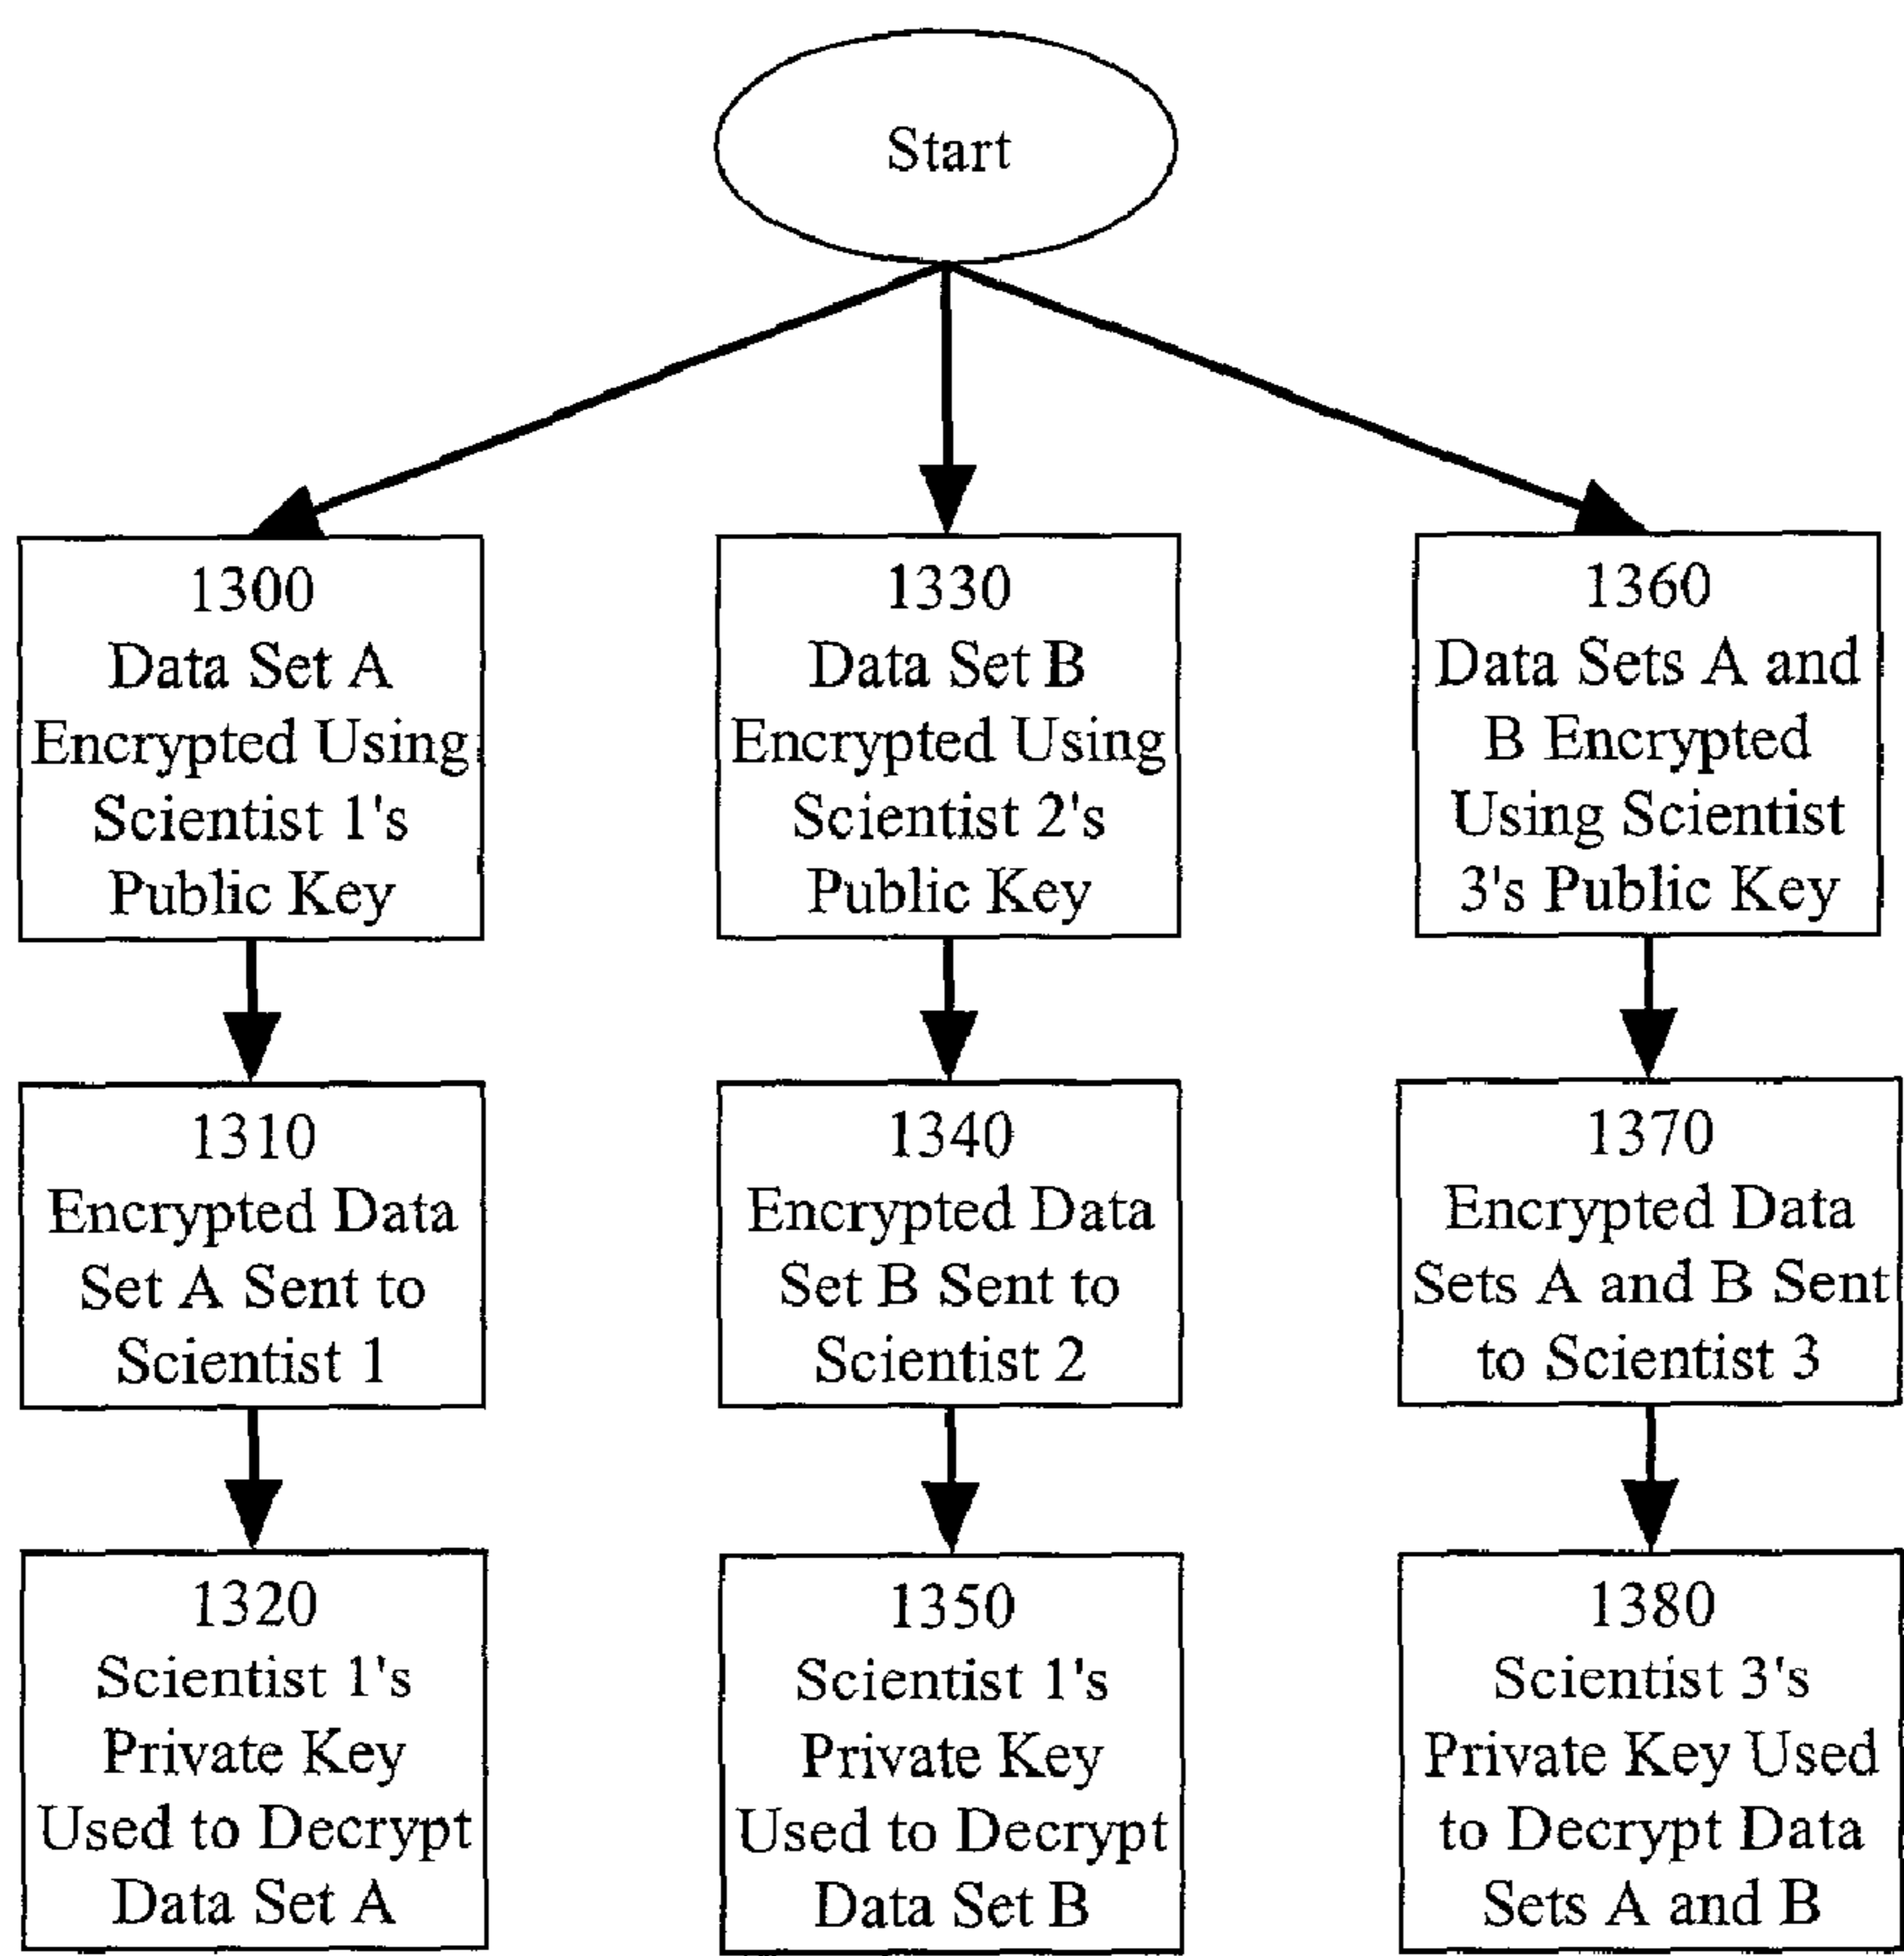 Start
1300
Data Set A
Encrypted Using
Scientist 1's
Public Key
1330
Data Set B
Encrypted Using
Scientist 2's
Public Key
1360
Data Sets A and
B Encrypted
Using Scientist
3's Public Key
1310
Encrypted Data
Set A Sent to
Scientist 1
1340
Encrypted Data
Set B Sent to
Scientist 2
1370
Encrypted Data
Sets A and B Sent
to Scientist 3
1320
Scientist 1's
Private Key
Used to Decrypt
Data Set A
1350
Scientist 1's
Private Key
Used to Decrypt
Data Set B
1380
Scientist 3's
Private Key Used
to Decrypt Data
Sets A and B